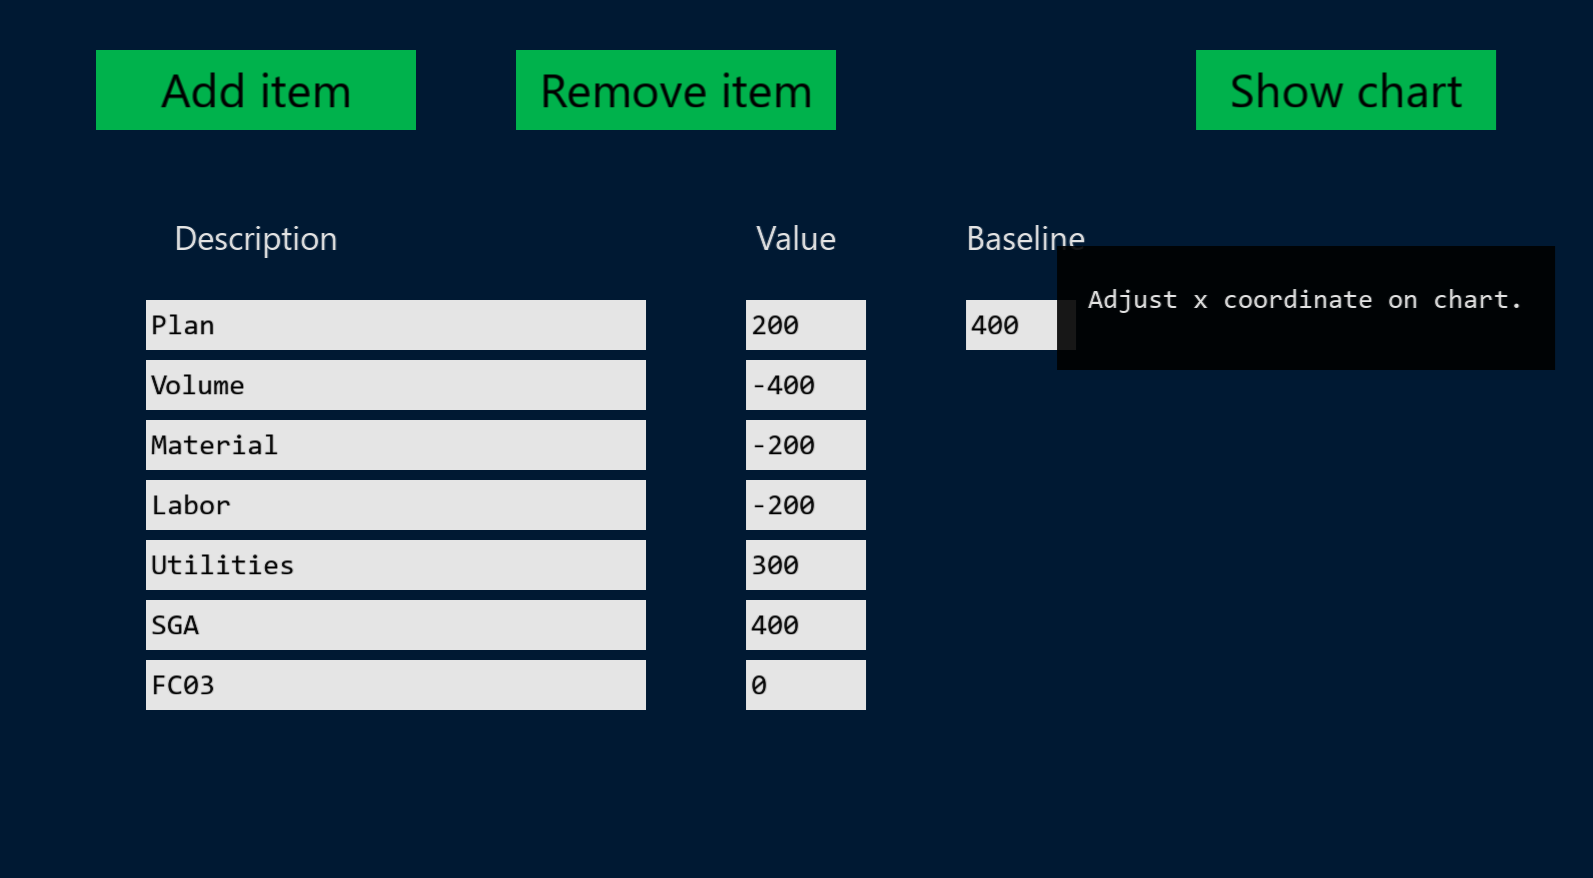 Add item Remove item Show chart
Description Value Baseline
Adjust x coordinate on chart.
Plan 200 400
Volume -400
Material -200
Labor -200
Utilities 300
SGA 400
FC03 0